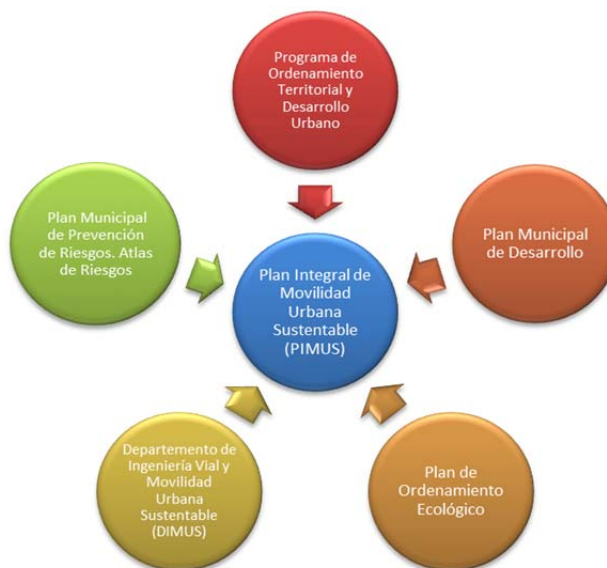 Programa de
Ordenamiento
Territorial y
Desarrollo
Urbano
Plan Municipal
de Prevención
de Riesgos. Atlas
de Riesgos
Plan Municipal
de Desarrollo
Plan Integral de
Movilidad
Urbana
Sustentable
(PIMUS)
Departemento de
Ingeniería Vial y
Movilidad
Urbana
Sustentable
(DIMUS)
Plan de
Ordenamiento
Ecológico